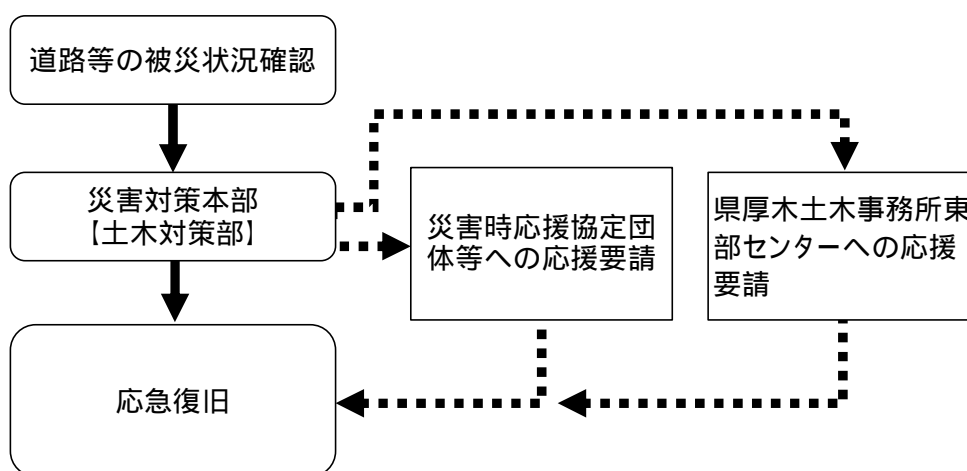 道路等の被災状況確認
災害対策本部
【土木対策部】
災害時応援協定団
体等への応援要請
県厚木土木事務所東
部センターへの応援
要請
応急復旧